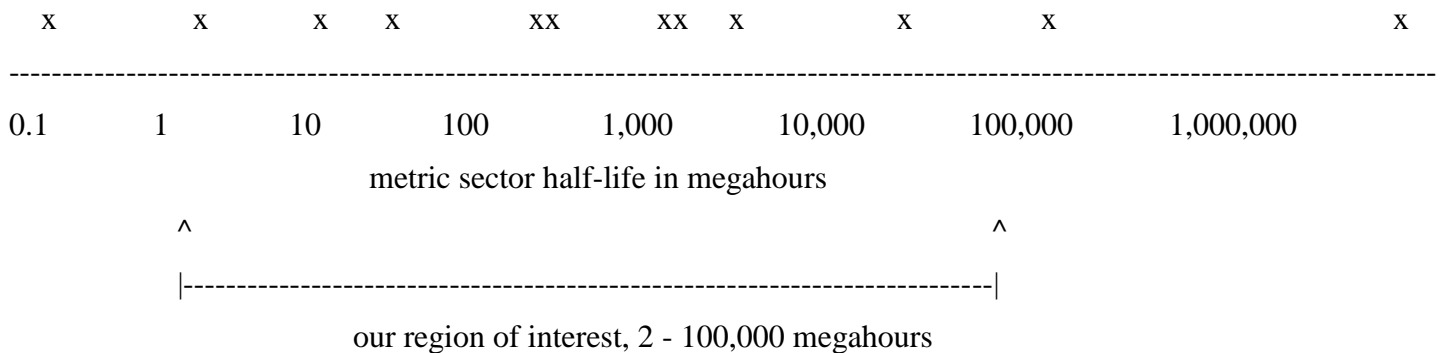 x x x x xx xx x x x x
---------------------------------------------------------------------------------------------------------------------------------------
0.1 1 10 100 1,000 10,000 100,000 1,000,000
metric sector half-life in megahours
^ ^
|-----------------------------------------------------------------------------|
our region of interest, 2 - 100,000 megahours